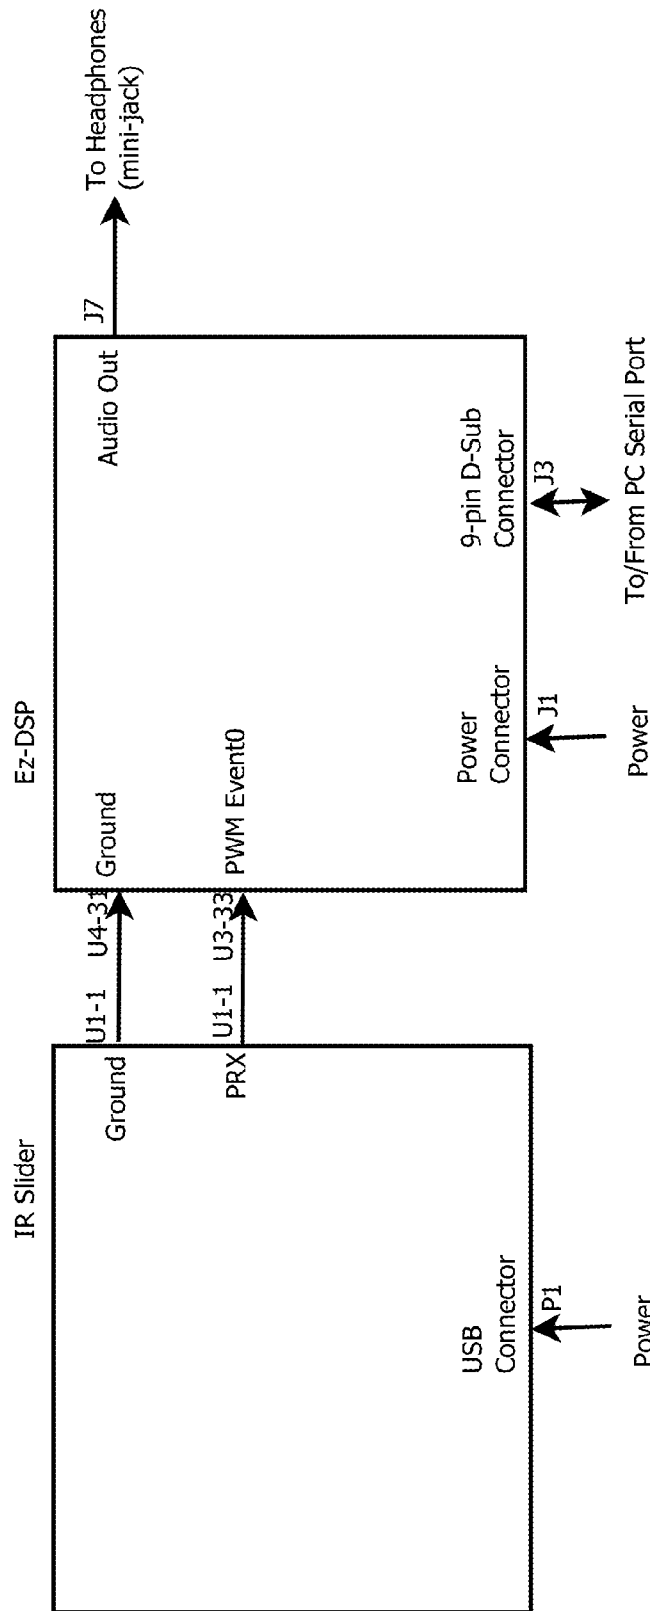 IR Slider
Ground
PRX
U1-1
U1-1
USB
Connector
P1
Power
Ez-DSP
U4-31
U3-33
Ground
PWM Event0
Audio Out
J7
To Headphones
(mini-jack)
Power
Connector
J1
Power
9-pin D-Sub
Connector
J3
To/From PC Serial Port